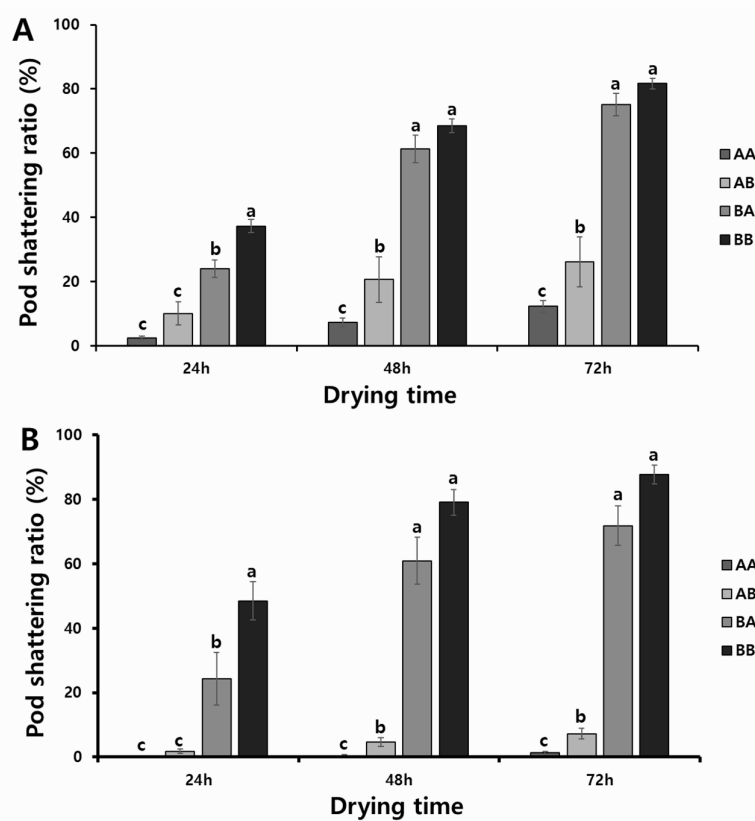 A
Pod shattering ratio (%)
100
80
60
40
20
0
c c b a
c b a a
c b a a
24h 48h 72h
Drying time
AA
AB
BA
BB
B
Pod shattering ratio (%)
100
80
60
40
20
0
c c b a
c b a a
c b a a
24h 48h 72h
Drying time
AA
AB
BA
BB